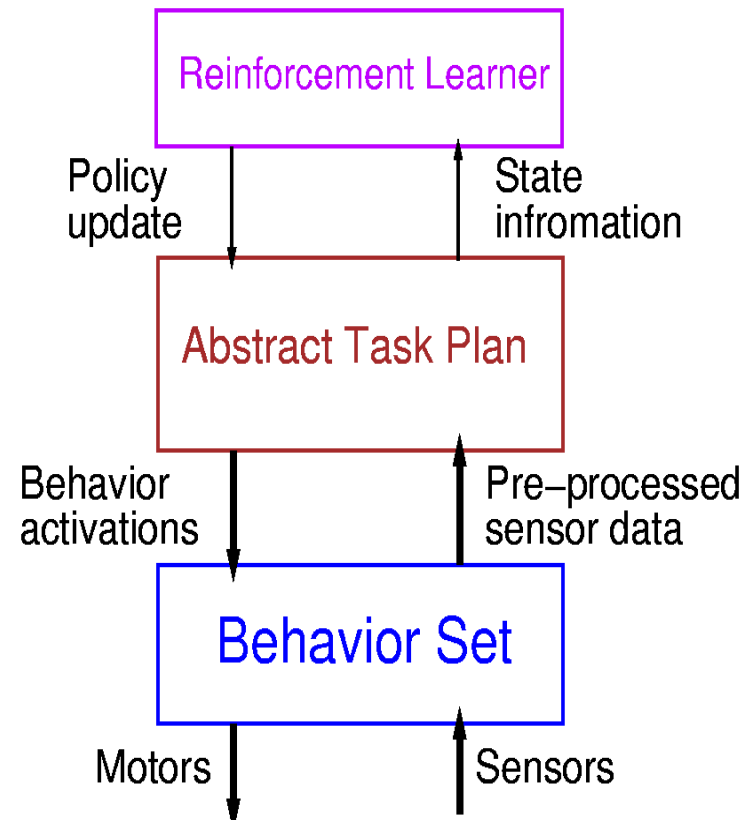 Reinforcement Learner
Policy
update
State
infromation
Abstract Task Plan
Behavior
activations
Pre−processed
sensor data
Behavior Set
Motors
Sensors